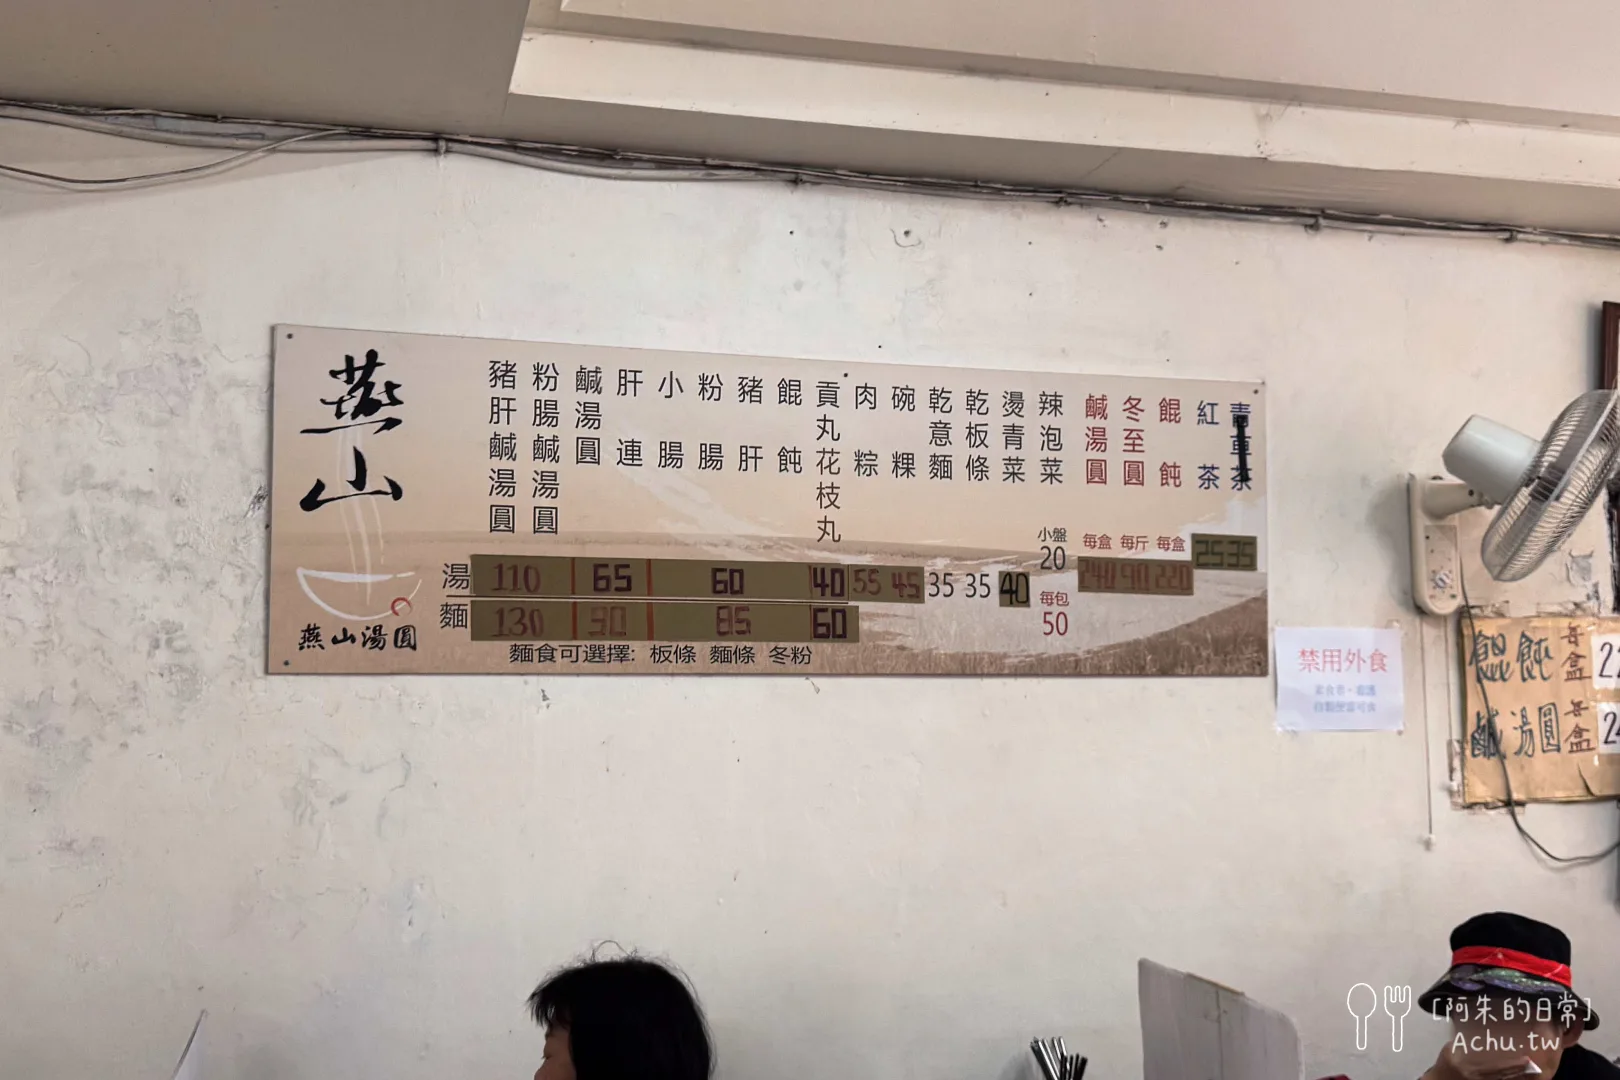 燕山
燕山湯圓
豬肝鹹湯圓
粉腸鹹湯圓
鹹湯圓
肝連
小腸
粉腸
豬肝
餛飩
貢丸花枝丸
肉粽
碗粿
乾意麵
乾板條
燙青菜
辣泡菜
鹹湯圓
冬至圓
餛飩
紅茶
小盤
20
每包
50
每盒 每斤 每盒
湯 110 65 60 40 55 45 35 35 40 240 90 220 25 35
麵 130 90 85 60
麵食可選擇: 板條 麵條 冬粉
禁用外食
餛飩 每盒
鹹湯圓 每盒
[阿朱的日常]
Achu.tw